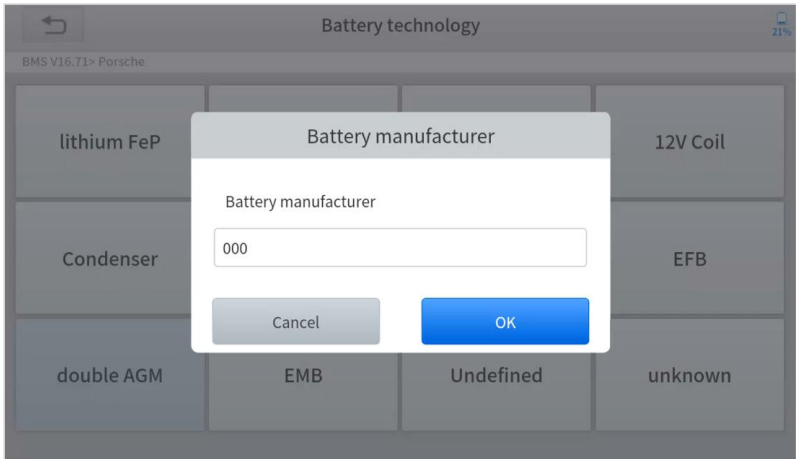 Battery technology
21%
BMS V16.71> Porsche
lithium FeP
12V Coil
Battery manufacturer
Battery manufacturer
000
Condenser
EFB
Cancel
OK
double AGM
EMB
Undefined
unknown